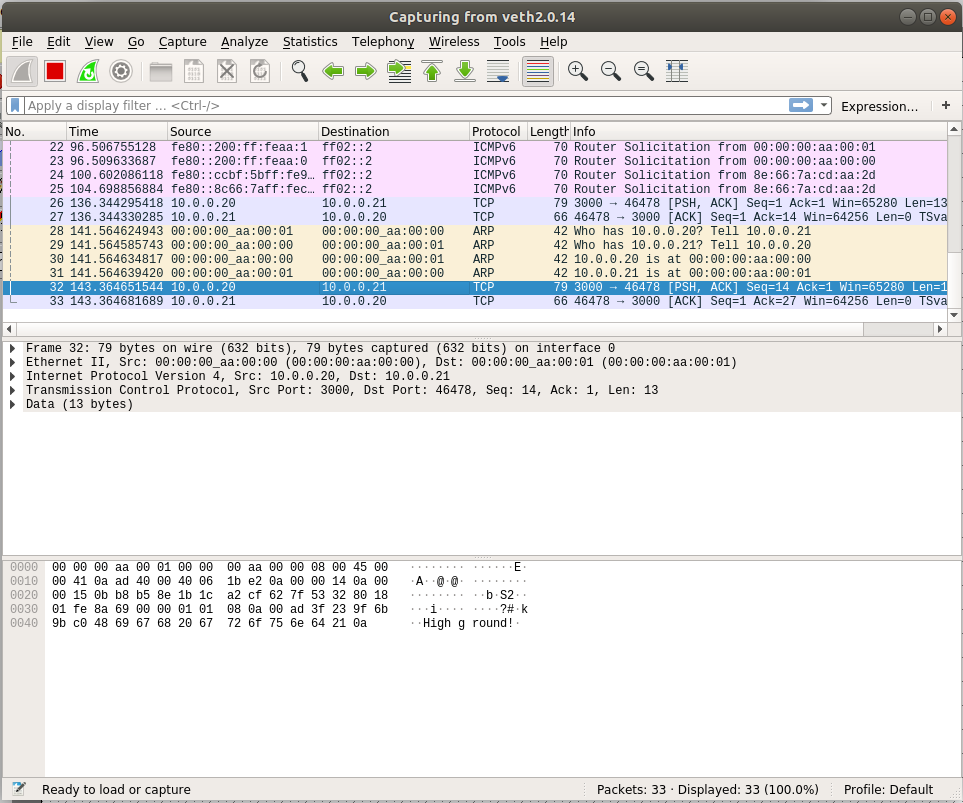 Capturing from veth2.0.14
File Edit View Go Capture Analyze Statistics Telephony Wireless Tools Help
Apply a display filter ... <Ctrl-/> Expression... +
No. Time Source Destination Protocol Length Info
22 96.506755128 fe80::200:ff:feaa:1 ff02::2 ICMPv6 70 Router Solicitation from 00:00:00:aa:00:01
23 96.509633687 fe80::200:ff:feaa:0 ff02::2 ICMPv6 70 Router Solicitation from 00:00:00:aa:00:00
24 100.602086118 fe80::ccbf:5bff:fe9… ff02::2 ICMPv6 70 Router Solicitation from 8e:66:7a:cd:aa:2d
25 104.698856884 fe80::8c66:7aff:fec… ff02::2 ICMPv6 70 Router Solicitation from 8e:66:7a:cd:aa:2d
26 136.344295418 10.0.0.20 10.0.0.21 TCP 79 3000 → 46478 [PSH, ACK] Seq=1 Ack=1 Win=65280 Len=13
27 136.344330285 10.0.0.21 10.0.0.20 TCP 66 46478 → 3000 [ACK] Seq=1 Ack=14 Win=64256 Len=0 TSva
28 141.564624943 00:00:00_aa:00:01 00:00:00_aa:00:00 ARP 42 Who has 10.0.0.20? Tell 10.0.0.21
29 141.564585743 00:00:00_aa:00:00 00:00:00_aa:00:01 ARP 42 Who has 10.0.0.21? Tell 10.0.0.20
30 141.564634817 00:00:00_aa:00:00 00:00:00_aa:00:01 ARP 42 10.0.0.20 is at 00:00:00:aa:00:00
31 141.564639420 00:00:00_aa:00:01 00:00:00_aa:00:00 ARP 42 10.0.0.21 is at 00:00:00:aa:00:01
32 143.364651544 10.0.0.20 10.0.0.21 TCP 79 3000 → 46478 [PSH, ACK] Seq=14 Ack=1 Win=65280 Len=1
33 143.364681689 10.0.0.21 10.0.0.20 TCP 66 46478 → 3000 [ACK] Seq=1 Ack=27 Win=64256 Len=0 TSva
Frame 32: 79 bytes on wire (632 bits), 79 bytes captured (632 bits) on interface 0
Ethernet II, Src: 00:00:00_aa:00:00 (00:00:00:aa:00:00), Dst: 00:00:00_aa:00:01 (00:00:00:aa:00:01)
Internet Protocol Version 4, Src: 10.0.0.20, Dst: 10.0.0.21
Transmission Control Protocol, Src Port: 3000, Dst Port: 46478, Seq: 14, Ack: 1, Len: 13
Data (13 bytes)
0000 00 00 00 aa 00 01 00 00 00 aa 00 00 08 00 45 00 ········ ······E·
0010 00 41 0a ad 40 00 40 06 1b e2 0a 00 00 14 0a 00 ·A··@·@· ········
0020 00 15 0b b8 b5 8e 1b 1c a2 cf 62 7f 53 32 80 18 ········ ··b·S2··
0030 01 fe 8a 69 00 00 01 01 08 0a 00 ad 3f 23 9f 6b ···i···· ····?#·k
0040 9b c0 48 69 67 68 20 67 72 6f 75 6e 64 21 0a ··High g round!·
Ready to load or capture Packets: 33 · Displayed: 33 (100.0%) Profile: Default